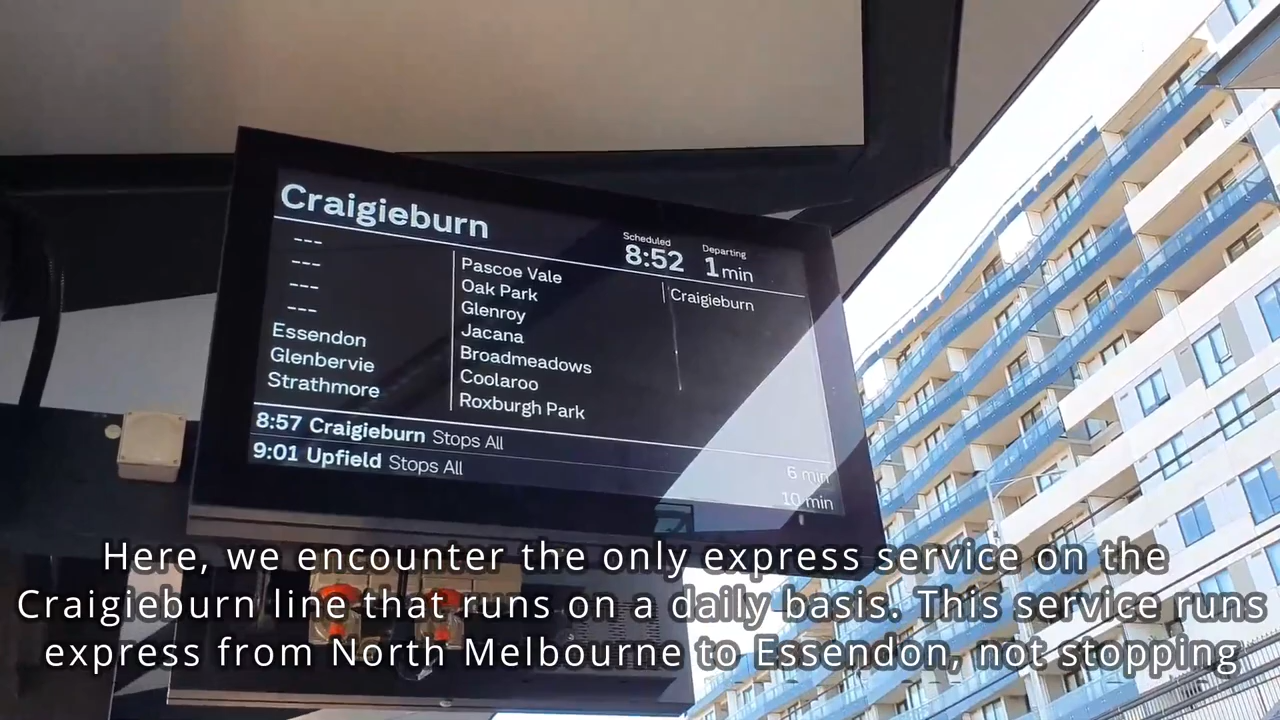 Craigieburn
Scheduled
8:52
Departing
1 min
---
---
---
---
Essendon
Glenbervie
Strathmore
Pascoe Vale
Oak Park
Glenroy
Jacana
Broadmeadows
Coolaroo
Roxburgh Park
Craigieburn
8:57 Craigieburn Stops All 6 min
9:01 Upfield Stops All 10 min
Here, we encounter the only express service on the
Craigieburn line that runs on a daily basis. This service runs
express from North Melbourne to Essendon, not stopping